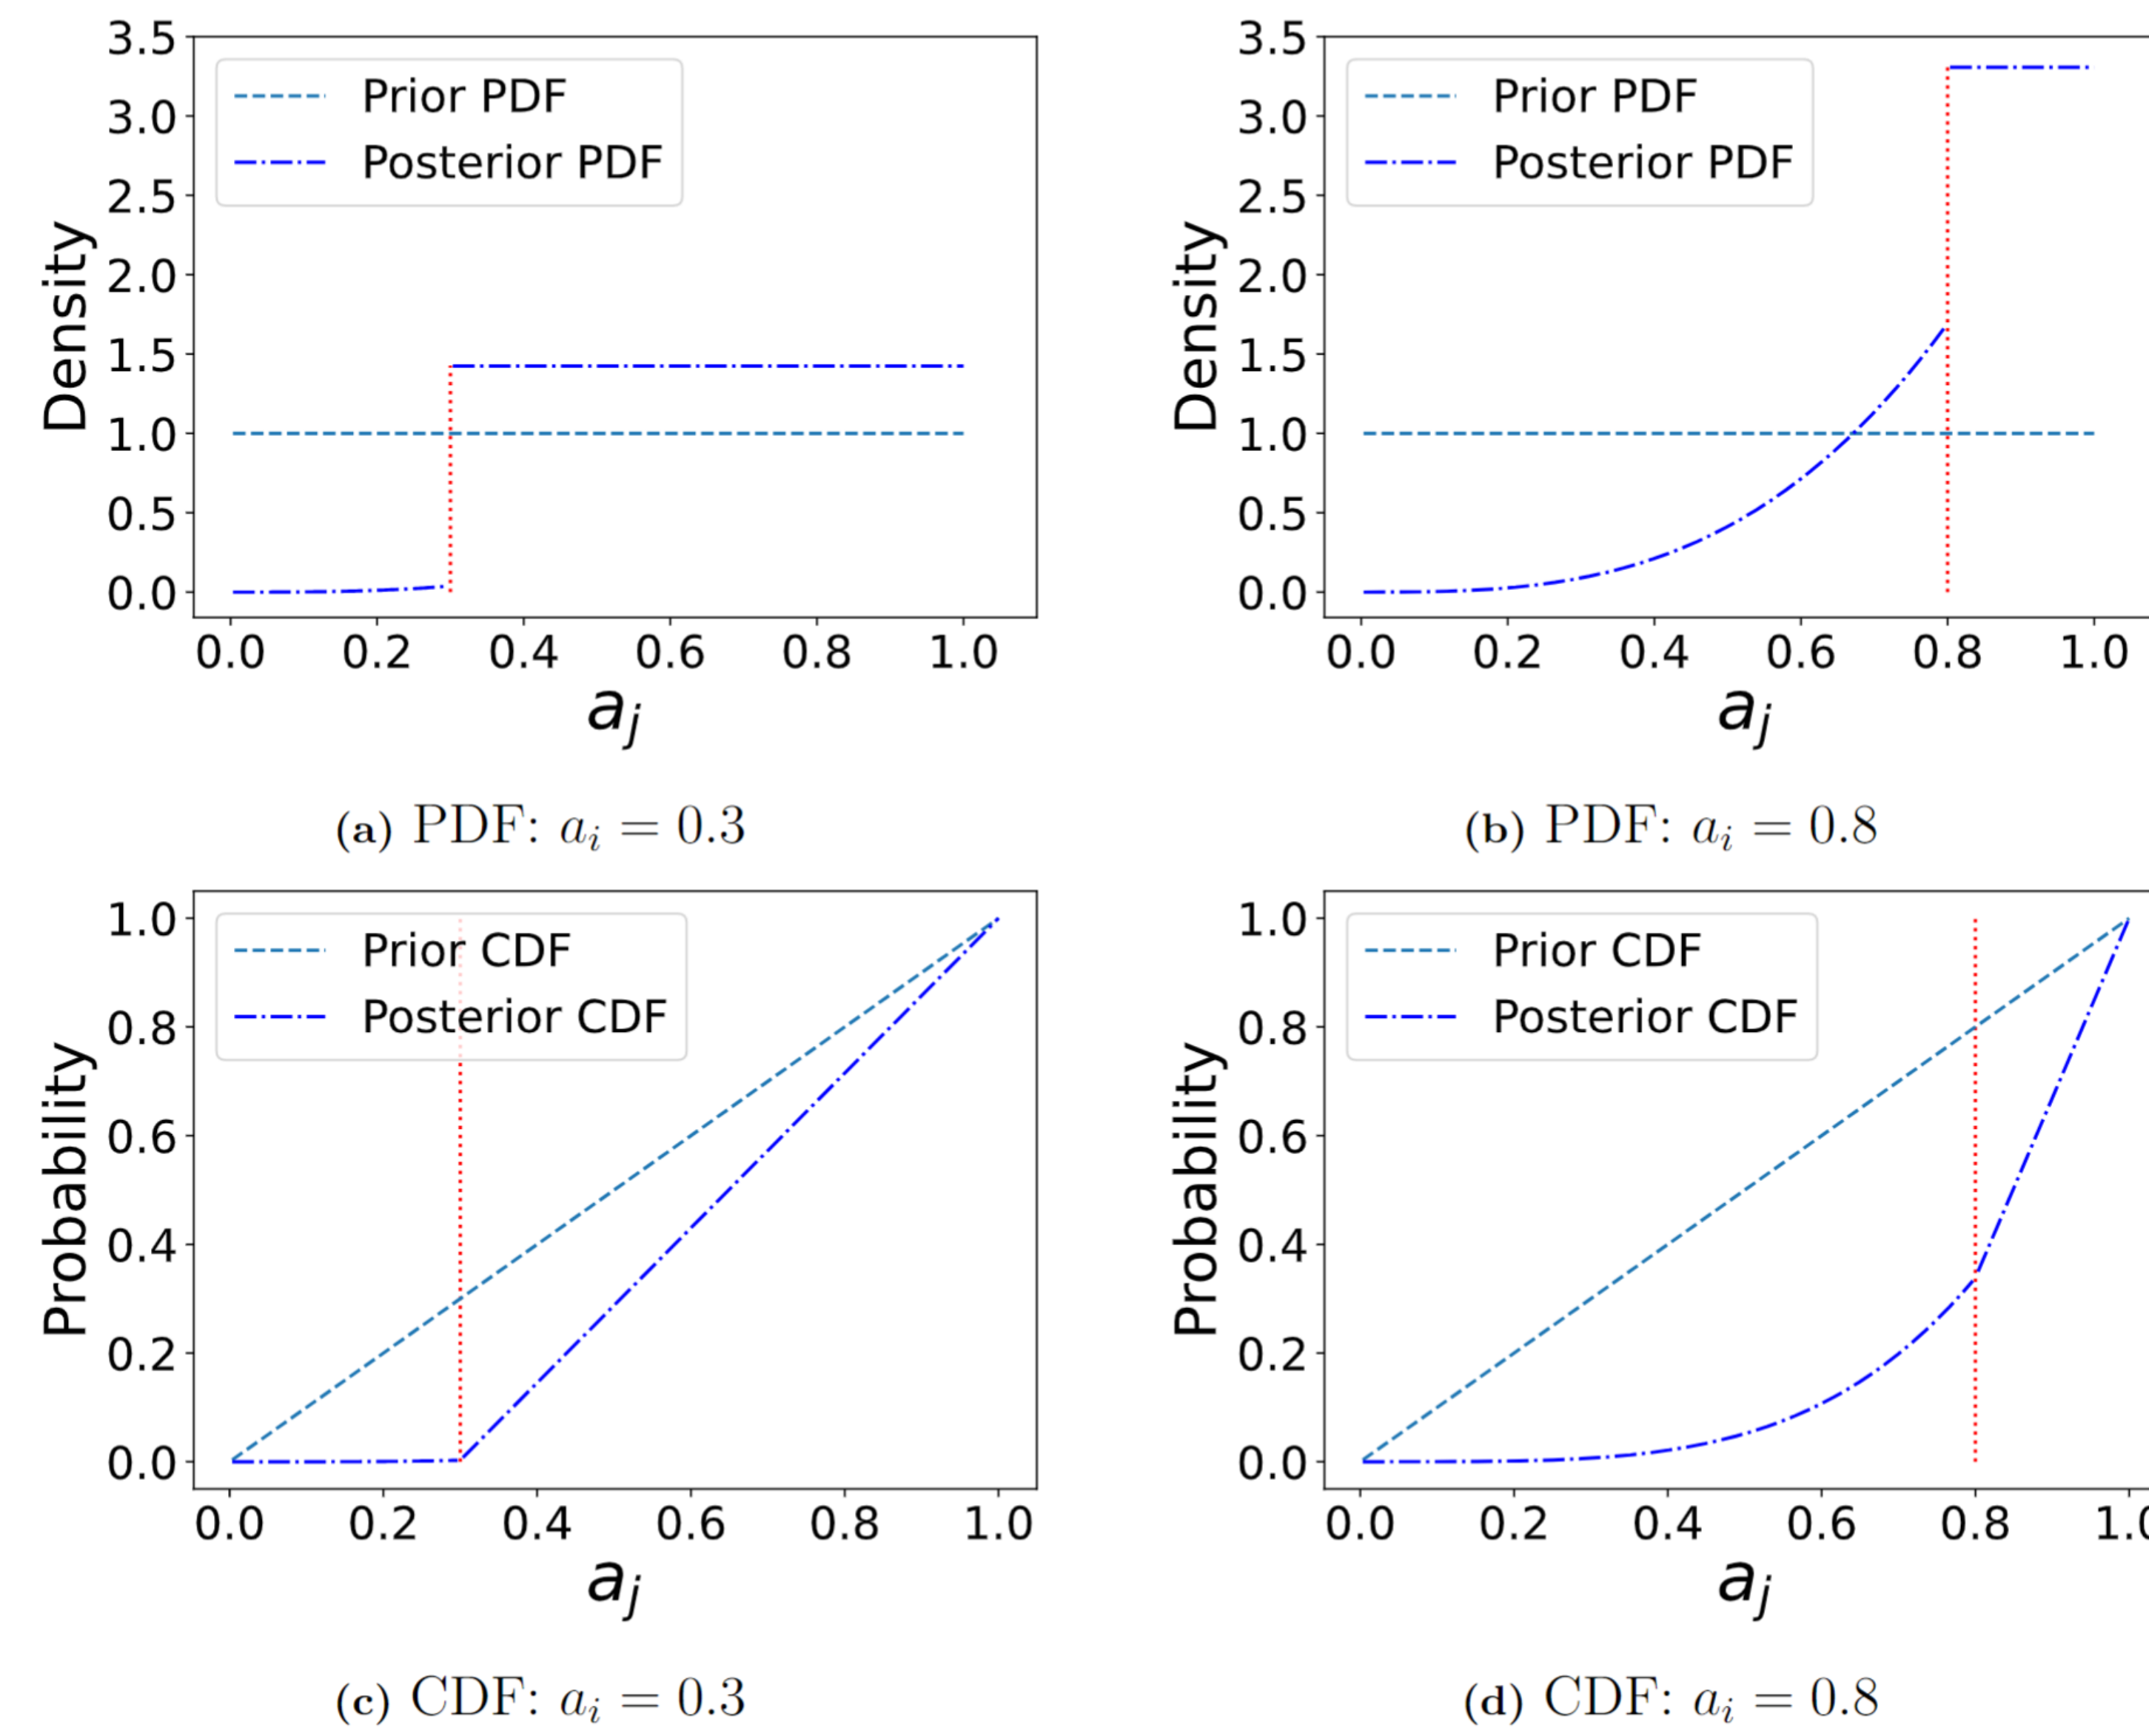 3.5
3.0
2.5
2.0
1.5
1.0
0.5
0.0
Density
Prior PDF
Posterior PDF
0.0 0.2 0.4 0.6 0.8 1.0
a_j
(a) PDF: a_i = 0.3
3.5
3.0
2.5
2.0
1.5
1.0
0.5
0.0
Density
Prior PDF
Posterior PDF
0.0 0.2 0.4 0.6 0.8 1.0
a_j
(b) PDF: a_i = 0.8
1.0
0.8
0.6
0.4
0.2
0.0
Probability
Prior CDF
Posterior CDF
0.0 0.2 0.4 0.6 0.8 1.0
a_j
(c) CDF: a_i = 0.3
1.0
0.8
0.6
0.4
0.2
0.0
Probability
Prior CDF
Posterior CDF
0.0 0.2 0.4 0.6 0.8 1.0
a_j
(d) CDF: a_i = 0.8